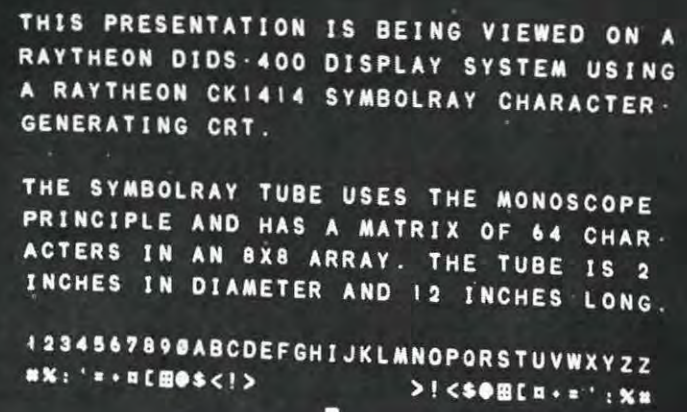 THIS PRESENTATION IS BEING VIEWED ON A
RAYTHEON DIDS-400 DISPLAY SYSTEM USING
A RAYTHEON CK1414 SYMBOLRAY CHARACTER-
GENERATING CRT.
THE SYMBOLRAY TUBE USES THE MONOSCOPE
PRINCIPLE AND HAS A MATRIX OF 64 CHAR-
ACTERS IN AN 8X8 ARRAY. THE TUBE IS 2
INCHES IN DIAMETER AND 12 INCHES LONG.
1234567890ABCDEFGHIJKLMNOPQRSTUVWXYZZ
#%:'=+¤[⊞●$<!> >!<$●⊞[¤+=':%#